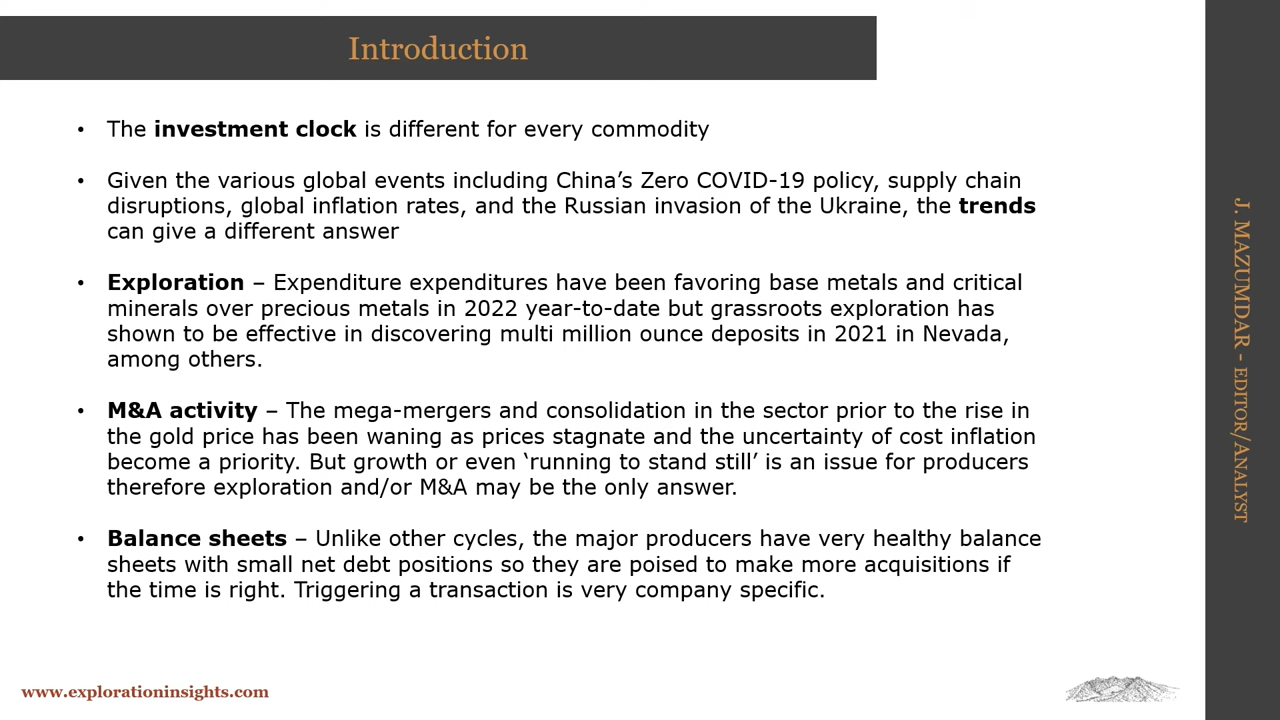 Introduction
• The investment clock is different for every commodity
• Given the various global events including China’s Zero COVID-19 policy, supply chain
disruptions, global inflation rates, and the Russian invasion of the Ukraine, the trends
can give a different answer
• Exploration – Expenditure expenditures have been favoring base metals and critical
minerals over precious metals in 2022 year-to-date but grassroots exploration has
shown to be effective in discovering multi million ounce deposits in 2021 in Nevada,
among others.
• M&A activity – The mega-mergers and consolidation in the sector prior to the rise in
the gold price has been waning as prices stagnate and the uncertainty of cost inflation
become a priority. But growth or even ‘running to stand still’ is an issue for producers
therefore exploration and/or M&A may be the only answer.
• Balance sheets – Unlike other cycles, the major producers have very healthy balance
sheets with small net debt positions so they are poised to make more acquisitions if
the time is right. Triggering a transaction is very company specific.
www.explorationinsights.com
J. MAZUMDAR - EDITOR/ANALYST